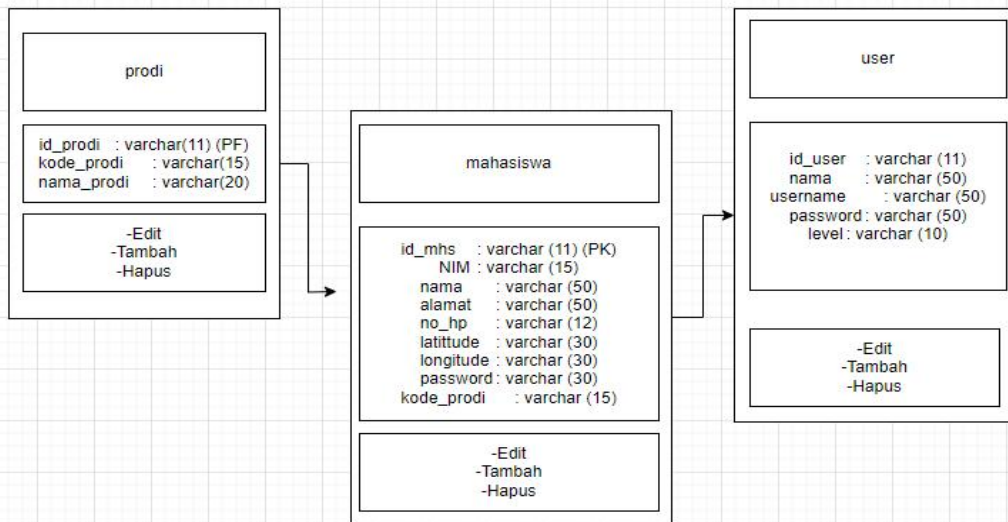 prodi
id_prodi : varchar(11) (PF)
kode_prodi : varchar(15)
nama_prodi : varchar(20)
-Edit
-Tambah
-Hapus
mahasiswa
id_mhs : varchar (11) (PK)
NIM : varchar (15)
nama : varchar (50)
alamat : varchar (50)
no_hp : varchar (12)
latittude : varchar (30)
longitude : varchar (30)
password : varchar (30)
kode_prodi : varchar (15)
-Edit
-Tambah
-Hapus
user
id_user : varchar (11)
nama : varchar (50)
username : varchar (50)
password : varchar (50)
level : varchar (10)
-Edit
-Tambah
-Hapus